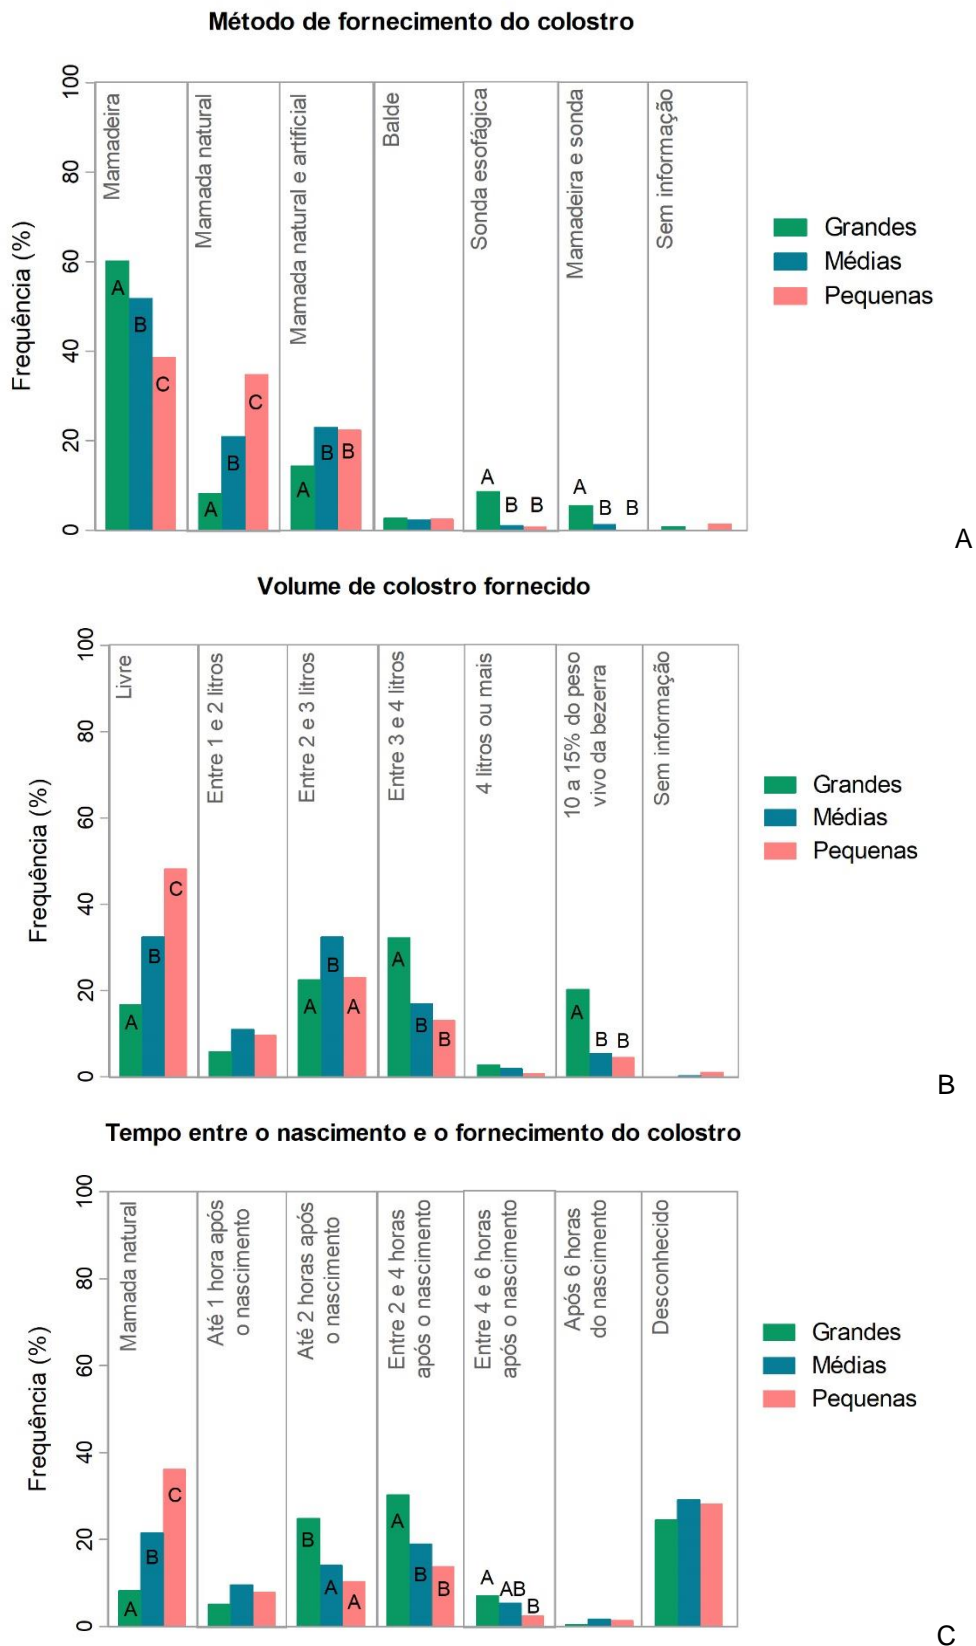 Método de fornecimento do colostro
Frequência (%)
100
80
60
40
20
0
Mamadeira
Mamada natural
Mamada natural e artificial
Balde
Sonda esofágica
Mamadeira e sonda
Sem informação
A
B
C
A
B
C
A
B
B
A
B
B
A
B
B
Grandes
Médias
Pequenas
A
Volume de colostro fornecido
Frequência (%)
100
80
60
40
20
0
Livre
Entre 1 e 2 litros
Entre 2 e 3 litros
Entre 3 e 4 litros
4 litros ou mais
10 a 15% do peso
vivo da bezerra
Sem informação
A
B
C
A
B
A
A
B
B
A
B
B
Grandes
Médias
Pequenas
B
Tempo entre o nascimento e o fornecimento do colostro
Frequência (%)
100
80
60
40
20
0
Mamada natural
Até 1 hora após
o nascimento
Até 2 horas após
o nascimento
Entre 2 e 4 horas
após o nascimento
Entre 4 e 6 horas
após o nascimento
Após 6 horas
do nascimento
Desconhecido
A
B
C
B
A
A
A
B
B
A
AB
B
Grandes
Médias
Pequenas
C